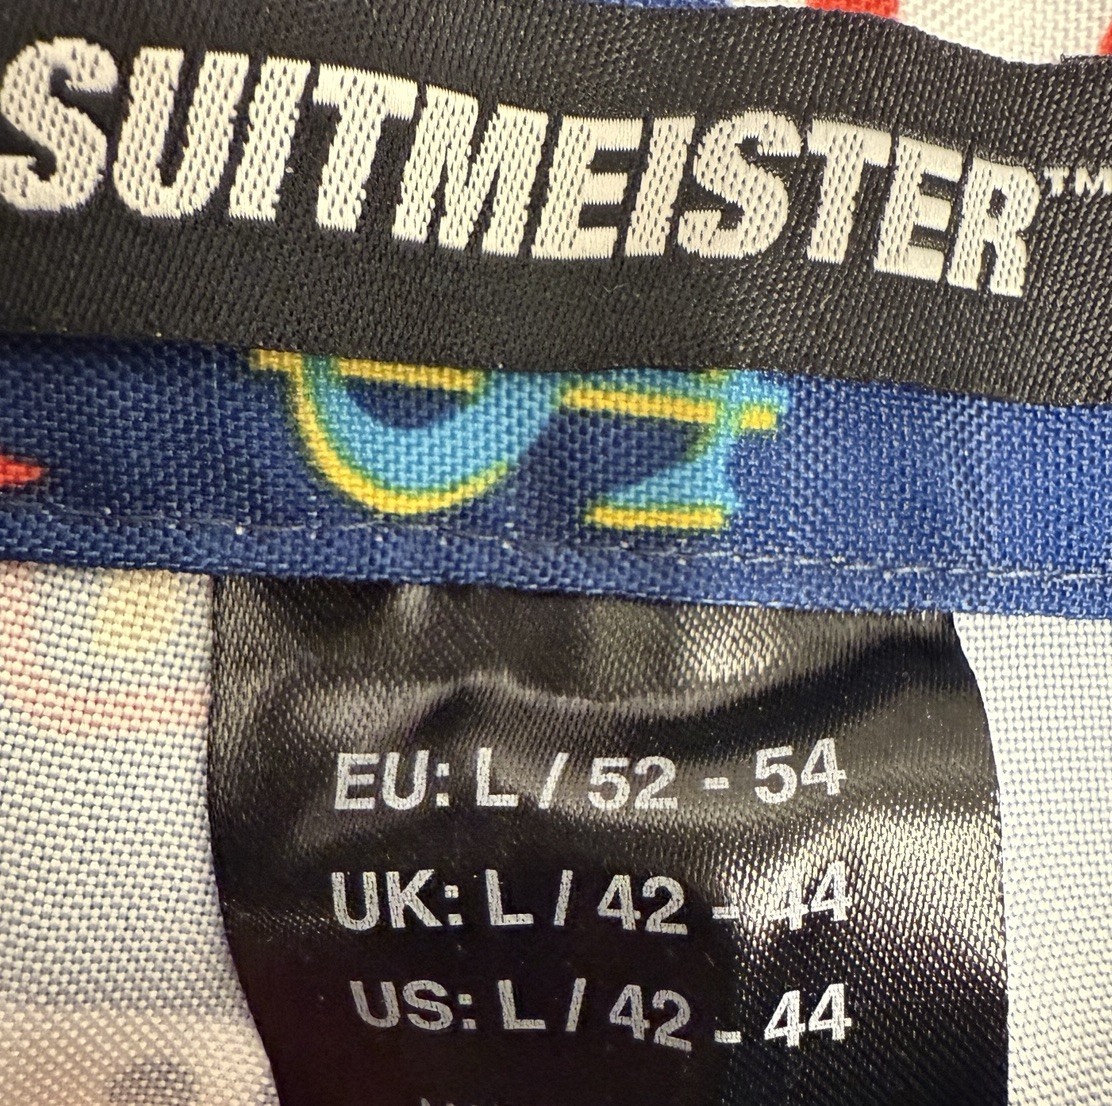 SUITMEISTER™
EU: L / 52 - 54
UK: L / 42 - 44
US: L / 42 - 44